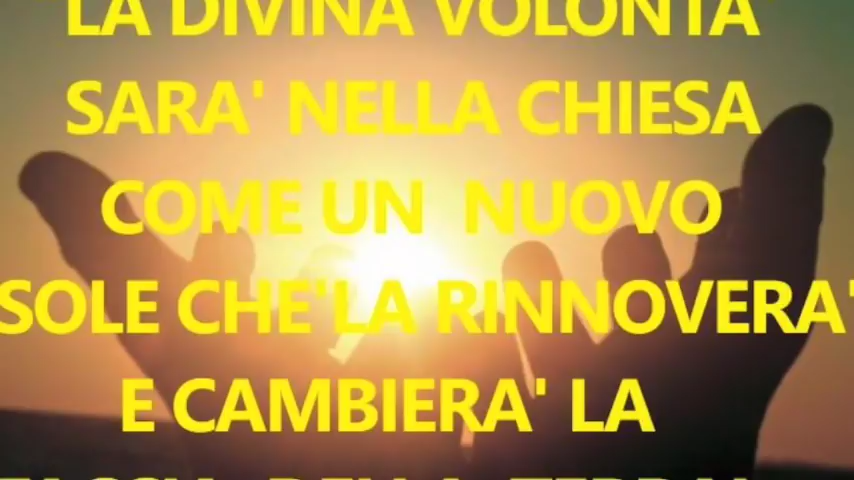 LA DIVINA VOLONTA'
SARA' NELLA CHIESA
COME UN NUOVO
SOLE CHE'LA RINNOVERA'
E CAMBIERA' LA